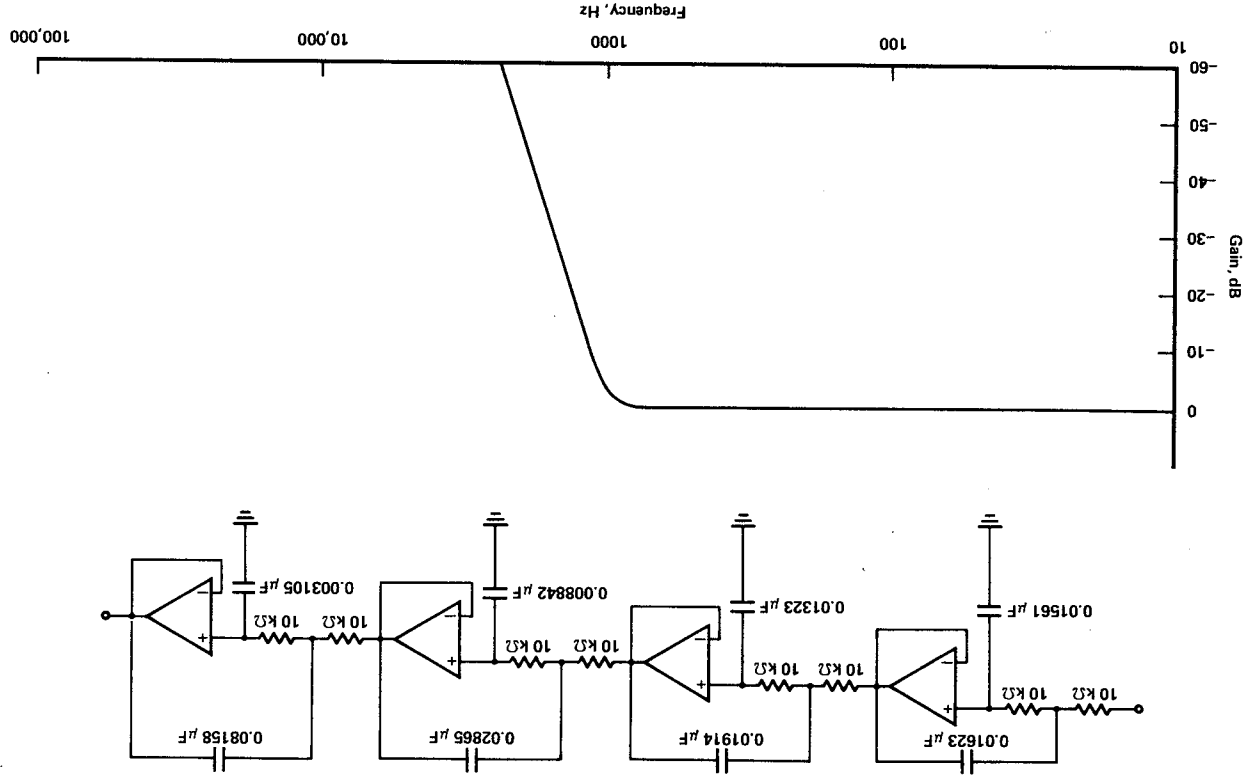 0.01623 µF
0.01914 µF
0.02865 µF
0.08158 µF
10 kΩ
10 kΩ
10 kΩ
10 kΩ
10 kΩ
10 kΩ
10 kΩ
10 kΩ
+
−
+
−
+
−
+
−
0.01561 µF
0.01323 µF
0.008842 µF
0.003105 µF
Gain, dB
0
−10
−20
−30
−40
−50
−60
10
100
1000
10,000
100,000
Frequency, Hz